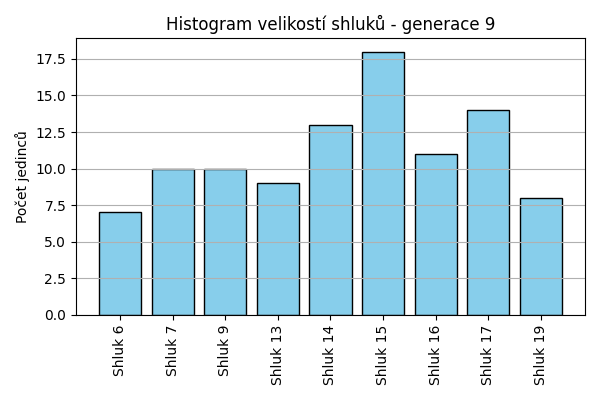 Histogram velikostí shluků - generace 9
Počet jedinců
17.5
15.0
12.5
10.0
7.5
5.0
2.5
0.0
Shluk 6
Shluk 7
Shluk 9
Shluk 13
Shluk 14
Shluk 15
Shluk 16
Shluk 17
Shluk 19